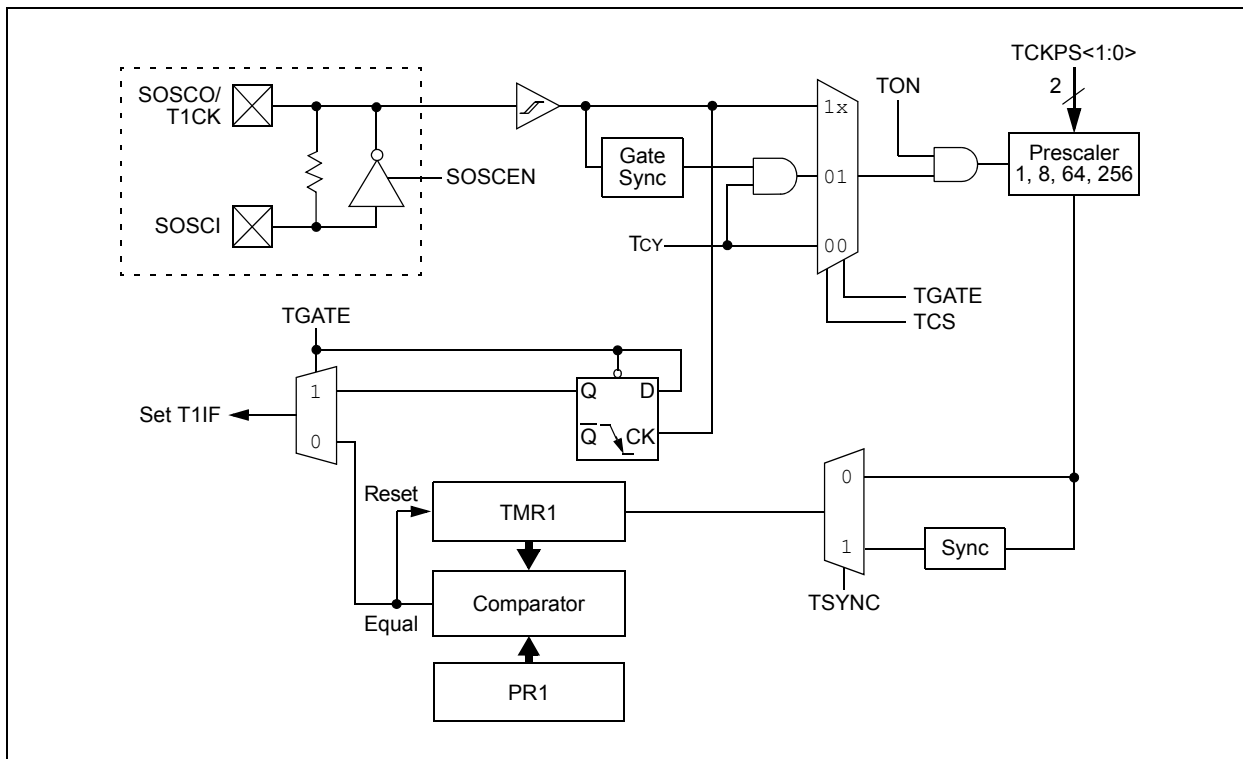 TCKPS<1:0>
SOSCO/
T1CK
TON
2
1x
Gate
Sync
Prescaler
1, 8, 64, 256
SOSCEN
01
SOSCI
TCY
00
TGATE
TCS
TGATE
1
Q
D
Set T1IF
0
Q
CK
Reset
TMR1
0
1
Sync
Comparator
TSYNC
Equal
PR1